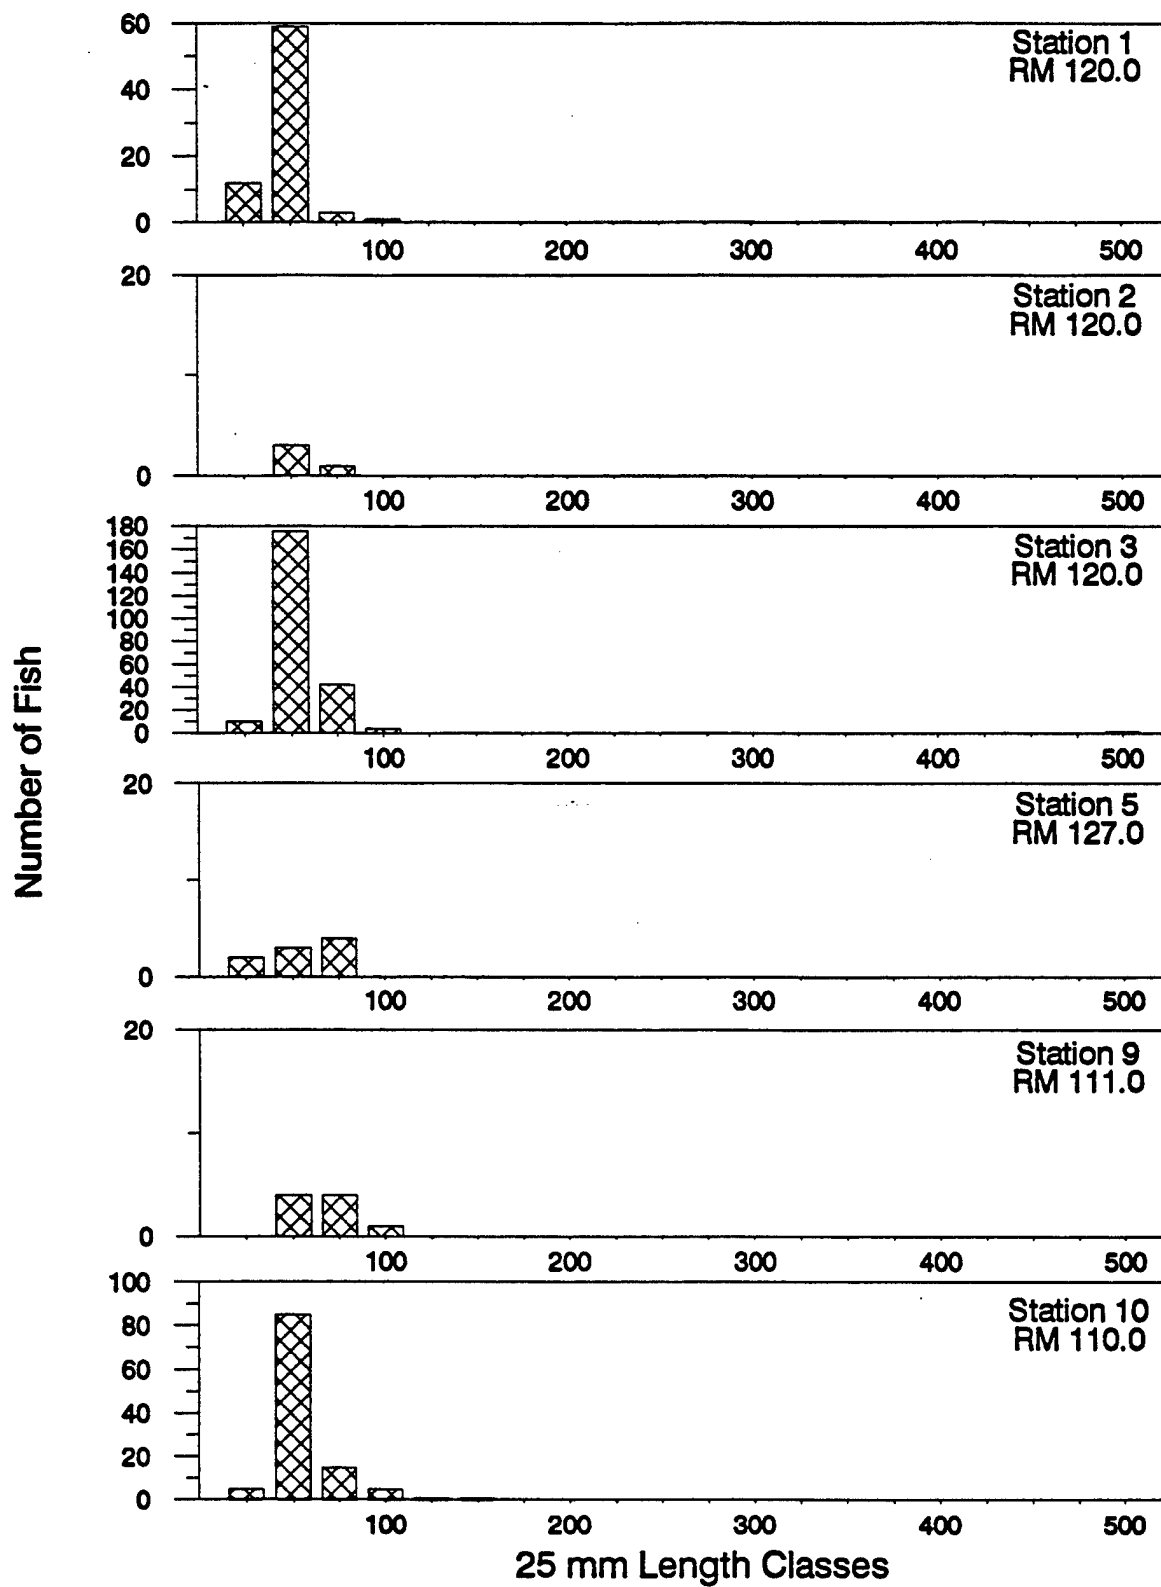 Number of Fish
60
40
20
0
Station 1
RM 120.0
100 200 300 400 500
20
0
Station 2
RM 120.0
100 200 300 400 500
180
160
140
120
100
80
60
40
20
0
Station 3
RM 120.0
100 200 300 400 500
20
0
Station 5
RM 127.0
100 200 300 400 500
20
0
Station 9
RM 111.0
100 200 300 400 500
100
80
60
40
20
0
Station 10
RM 110.0
100 200 300 400 500
25 mm Length Classes